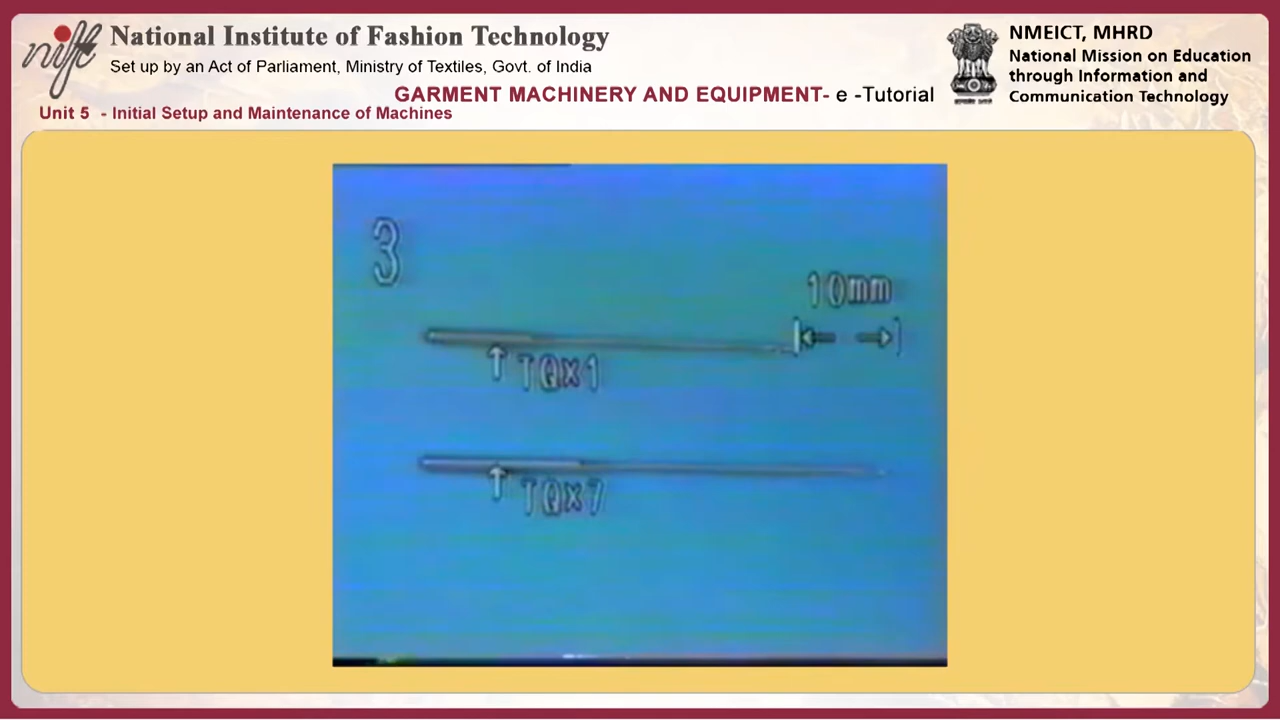 nift
National Institute of Fashion Technology
Set up by an Act of Parliament, Ministry of Textiles, Govt. of India
GARMENT MACHINERY AND EQUIPMENT- e -Tutorial
Unit 5 - Initial Setup and Maintenance of Machines
NMEICT, MHRD
National Mission on Education
through Information and
Communication Technology
3
10mm
TQx1
TQx7